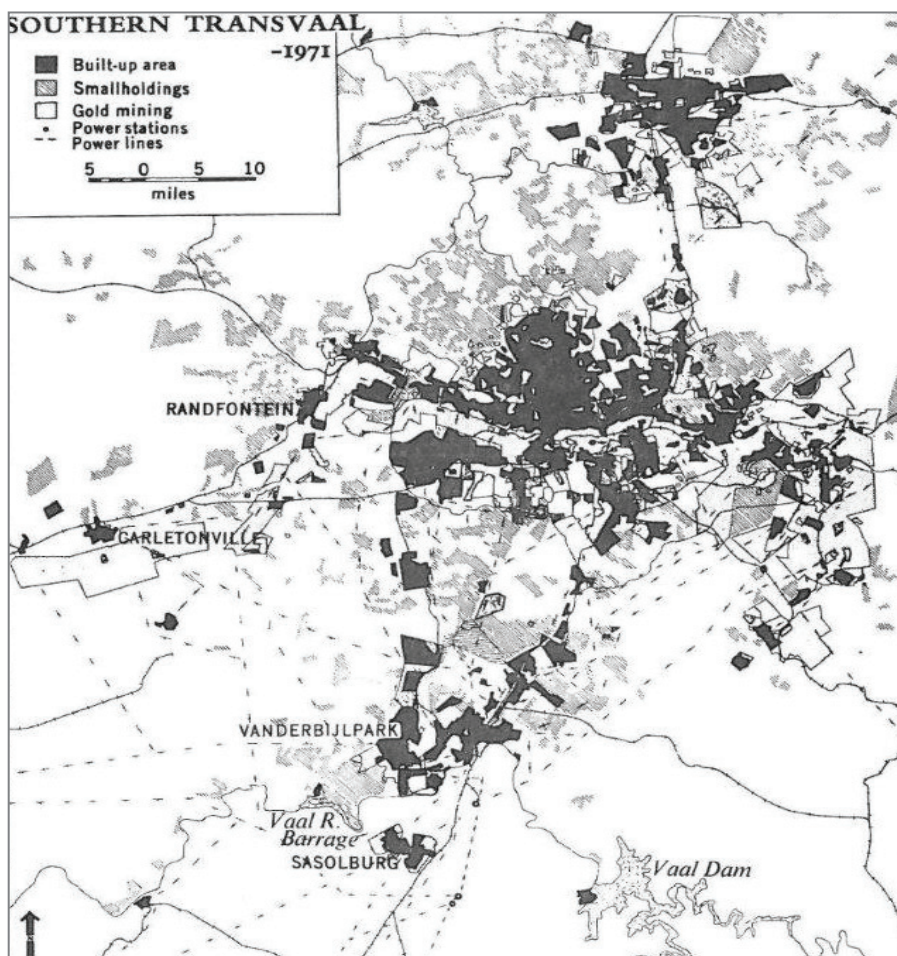 SOUTHERN TRANSVAAL
-1971
Built-up area
Smallholdings
Gold mining
Power stations
Power lines
5 0 5 10
miles
RANDFONTEIN
CARLETONVILLE
VANDERBIJLPARK
Vaal R.
Barrage
SASOLBURG
Vaal Dam